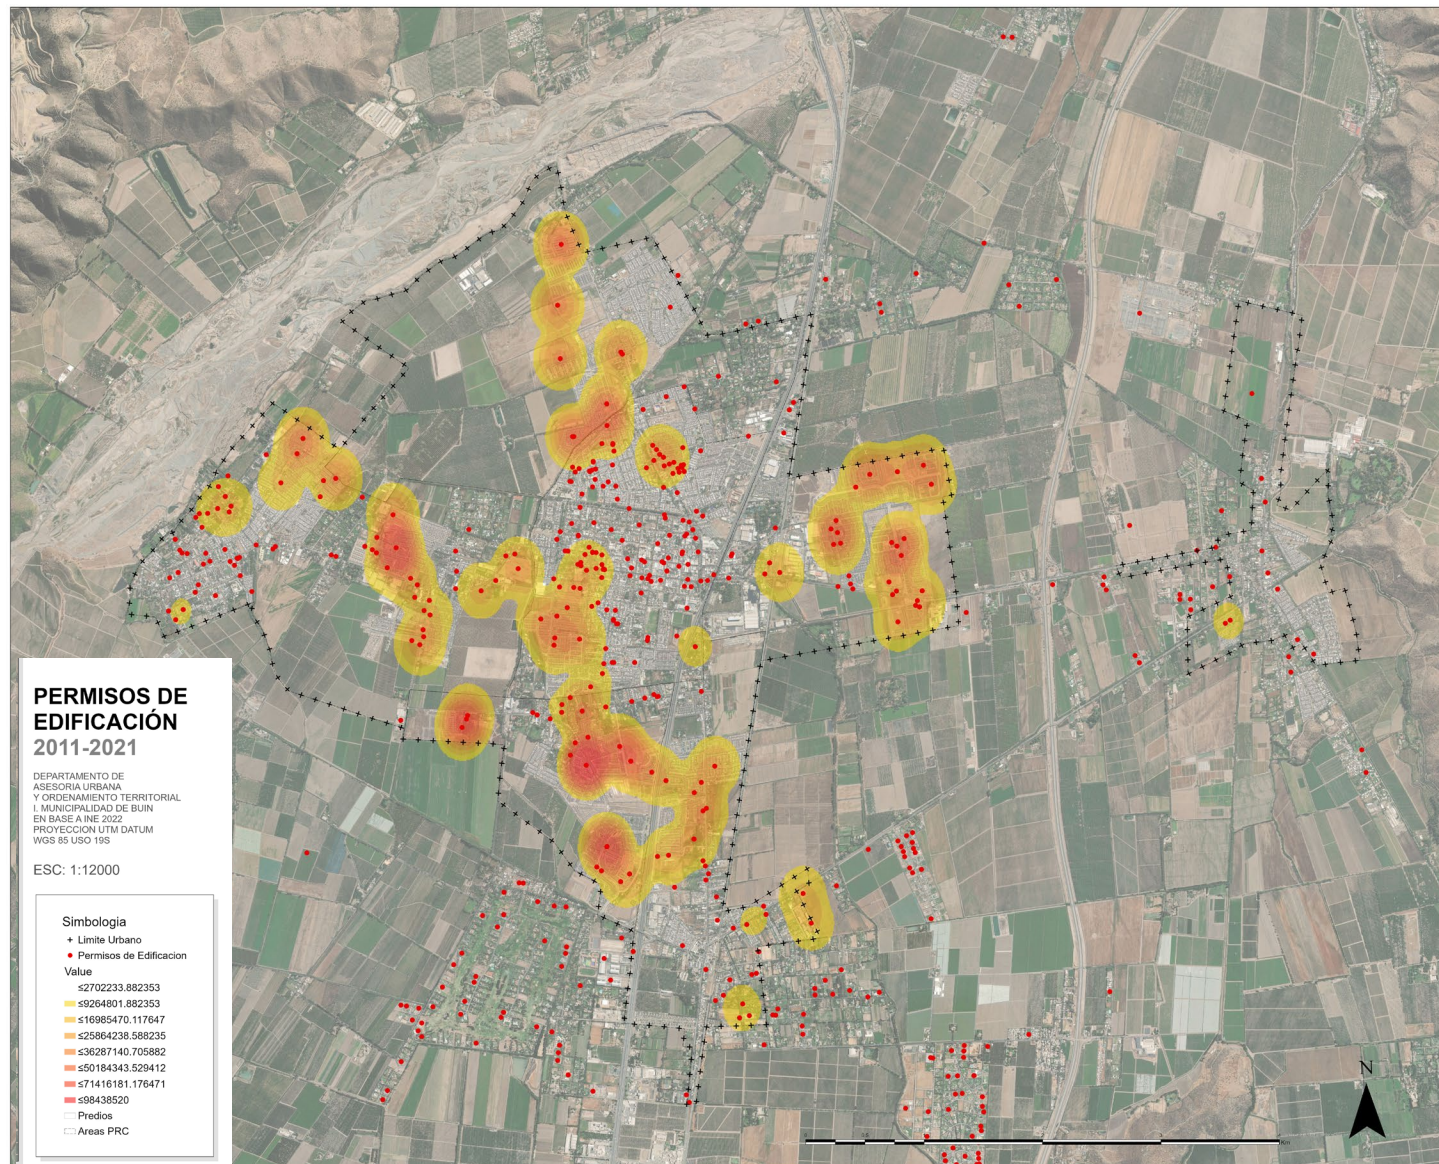 N
PERMISOS DE
EDIFICACIÓN
2011-2021
DEPARTAMENTO DE
ASESORIA URBANA
Y ORDENAMIENTO TERRITORIAL
I. MUNICIPALIDAD DE BUIN
EN BASE A INE 2022
PROYECCION UTM DATUM
WGS 85 USO 19S
ESC: 1:12000
Simbologia
Limite Urbano
Permisos de Edificacion
Value
≤2702233.882353
≤9264801.882353
≤16985470.117647
≤25864238.588235
≤36287140.705882
≤50184343.529412
≤71416181.176471
≤98438520
Predios
Areas PRC